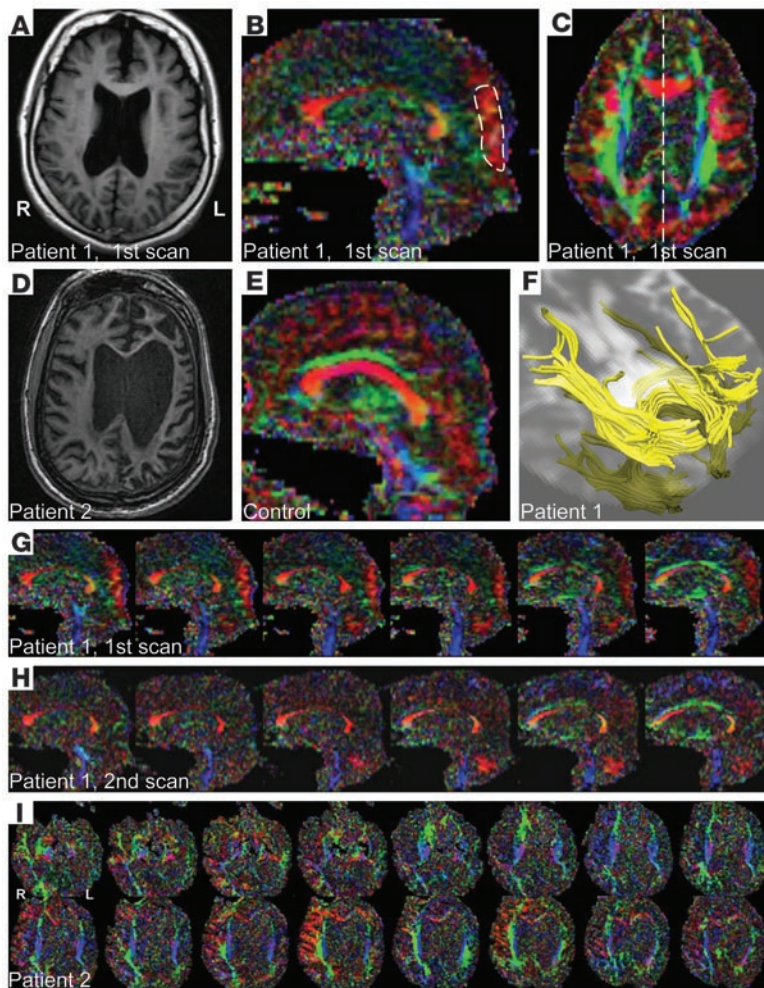 A
R
L
Patient 1, 1st scan
B
Patient 1, 1st scan
C
Patient 1, 1st scan
D
Patient 2
E
Control
F
Patient 1
G
Patient 1, 1st scan
H
Patient 1, 2nd scan
I
R
L
Patient 2